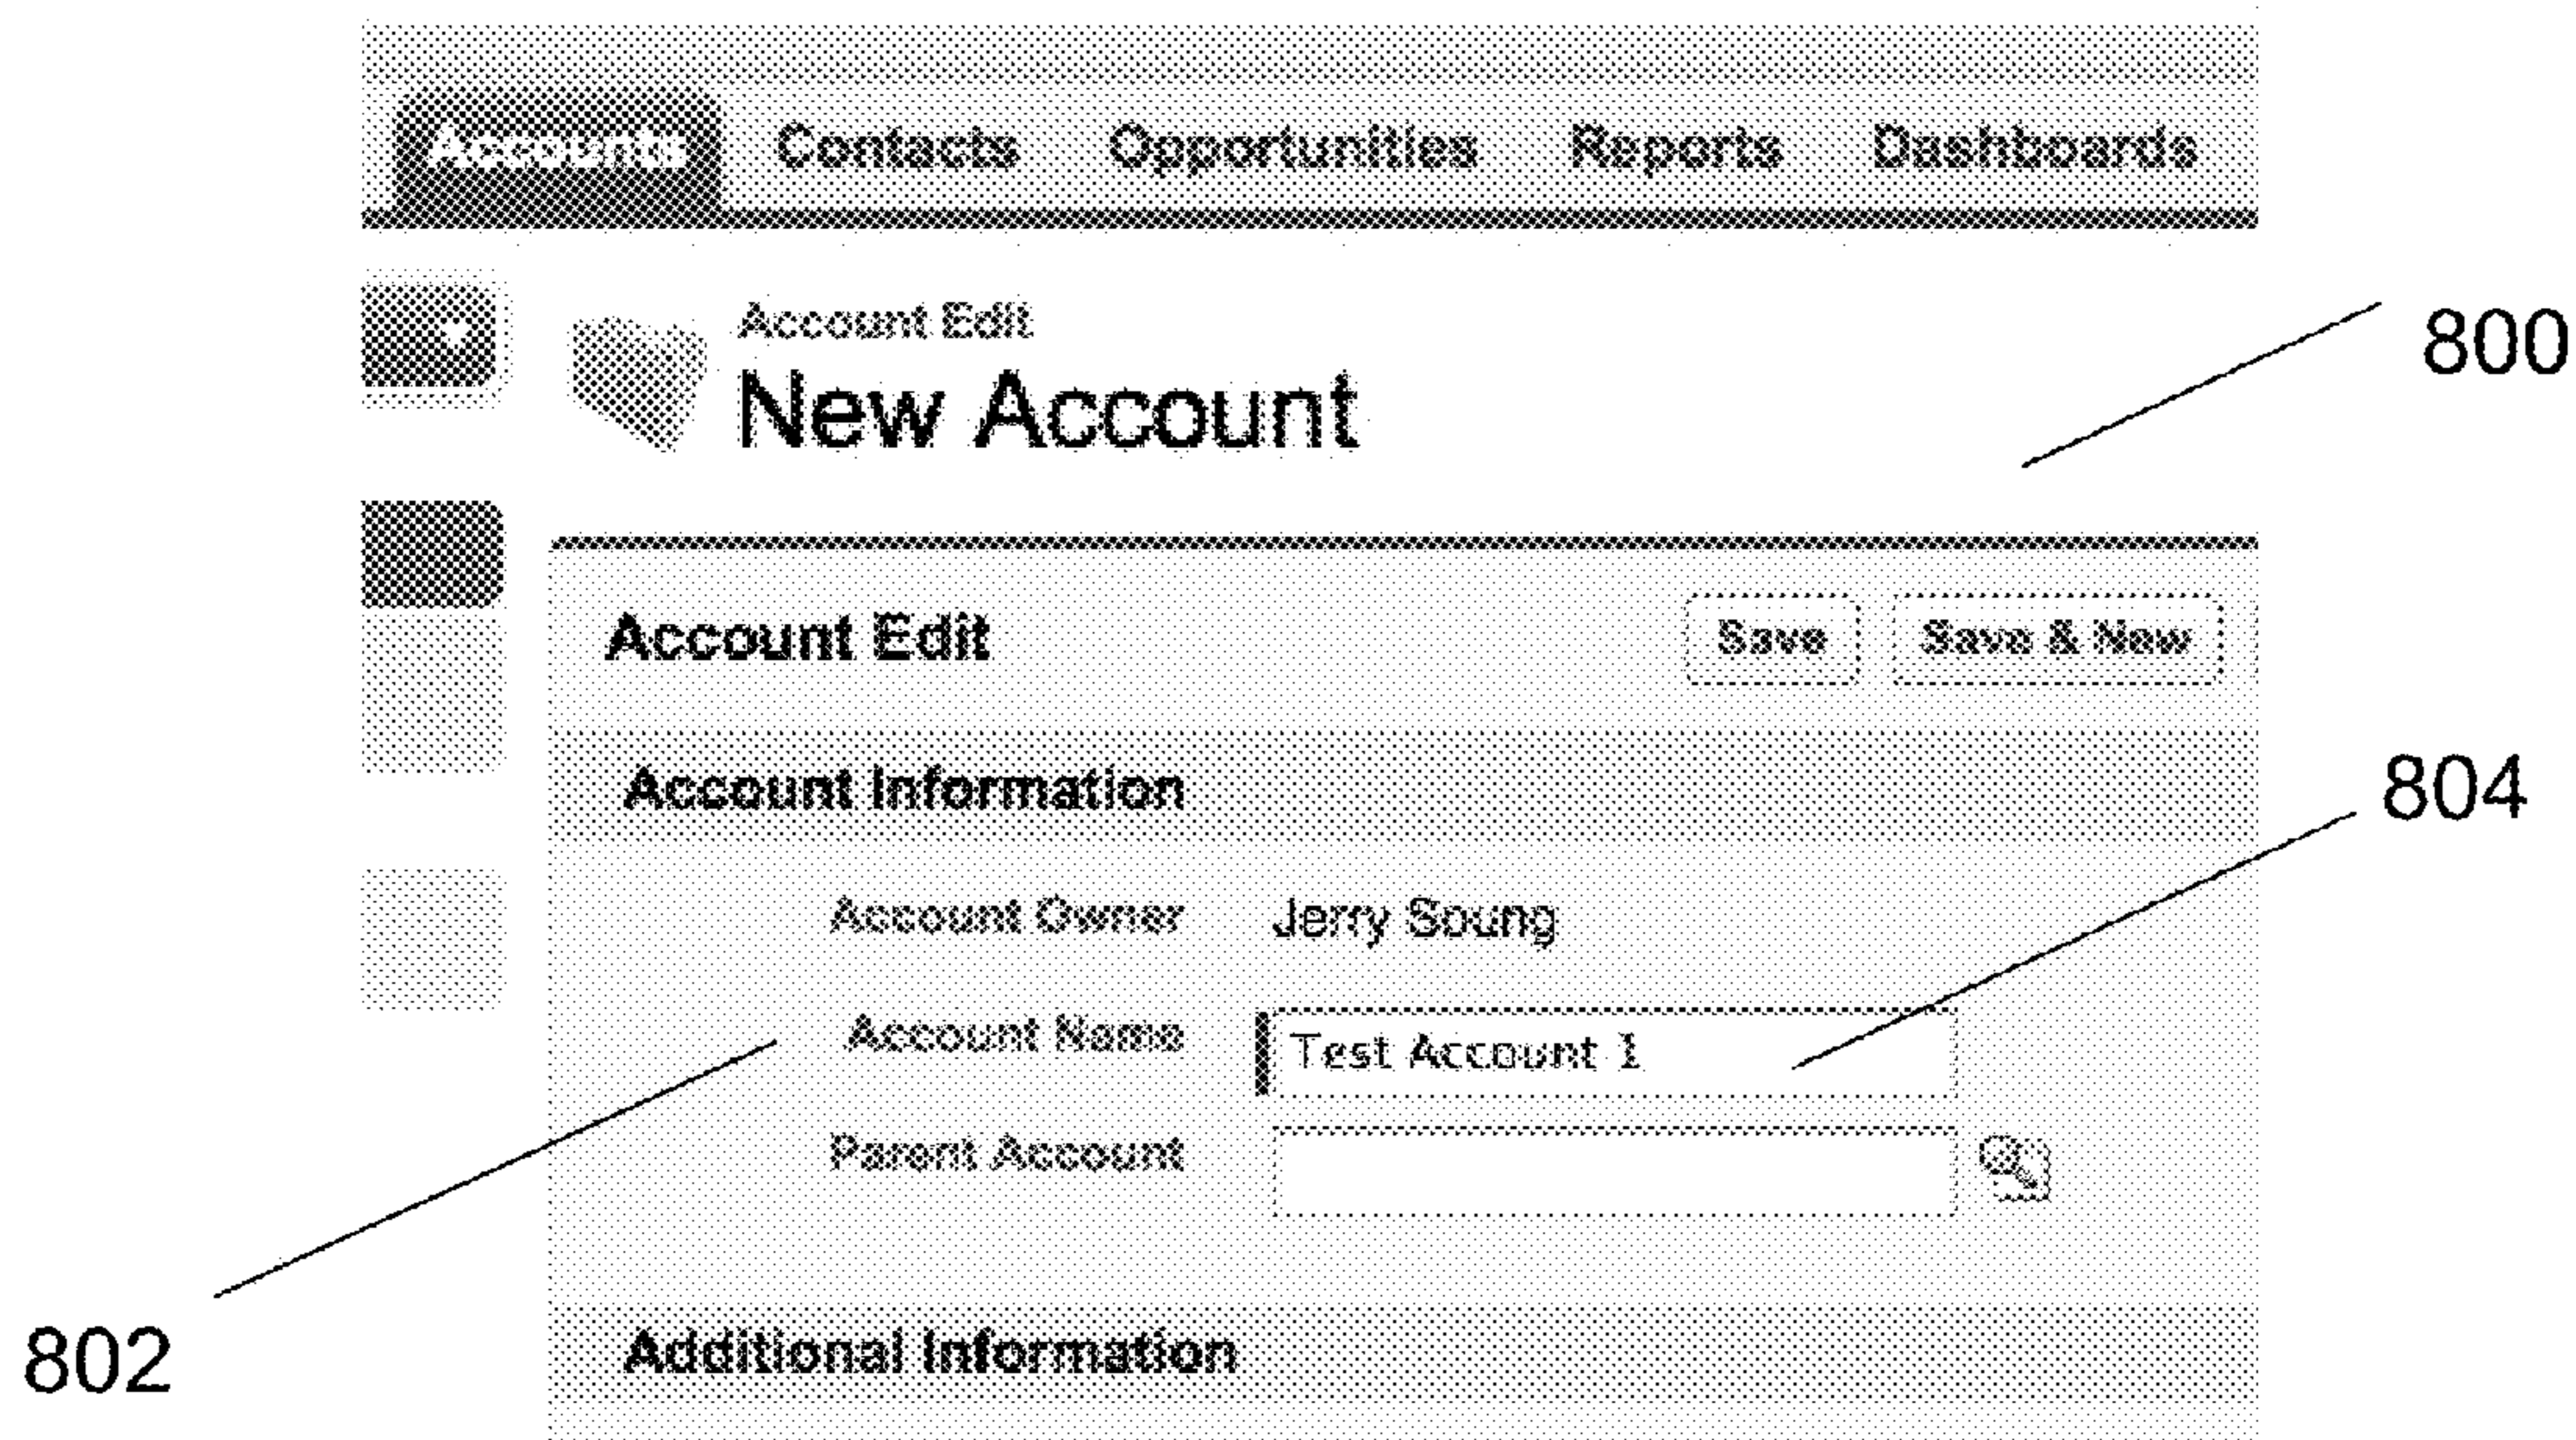 Accounts Contacts Opportunities Reports Dashboards
Account Edit
New Account
800
Account Edit Save Save & New
Account Information
804
Account Owner Jerry Soung
Account Name Test Account 1
Parent Account
802
Additional Information